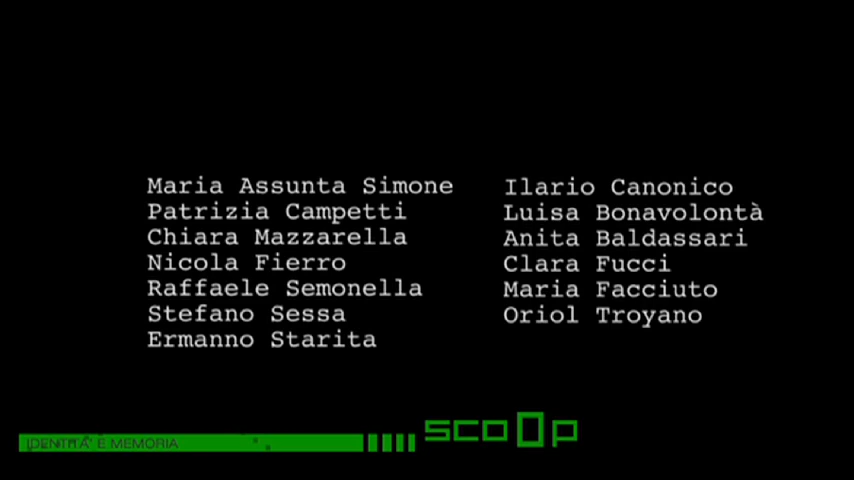 Maria Assunta Simone
Patrizia Campetti
Chiara Mazzarella
Nicola Fierro
Raffaele Semonella
Stefano Sessa
Ermanno Starita
Ilario Canonico
Luisa Bonavolontà
Anita Baldassari
Clara Fucci
Maria Facciuto
Oriol Troyano
IDENTITA' È MEMORIA
scoOp